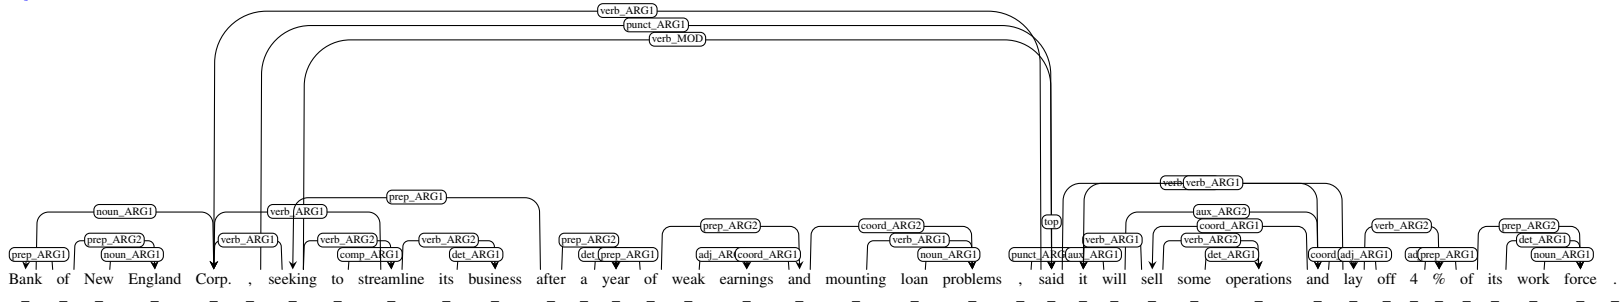 verb_ARG1
punct_ARG1
verb_MOD
verb_ARG1
prep_ARG1
noun_ARG1 verb_ARG1 top aux_ARG2
prep_ARG2 coord_ARG2 coord_ARG1 verb_ARG2 prep_ARG2
prep_ARG2 verb_ARG1 verb_ARG2 verb_ARG2 prep_ARG2 verb_ARG1 verb_ARG1 verb_ARG2 det_ARG1
prep_ARG1 noun_ARG1 comp_ARG1 det_ARG1 prep_ARG1 coord_ARG1 noun_ARG1 det_ARG1 adj_ARG1 prep_ARG1 noun_ARG1
Bank of New England Corp. , seeking to streamline its business after a year of weak earnings and mounting loan problems , said it will sell some operations and lay off 4 % of its work force .